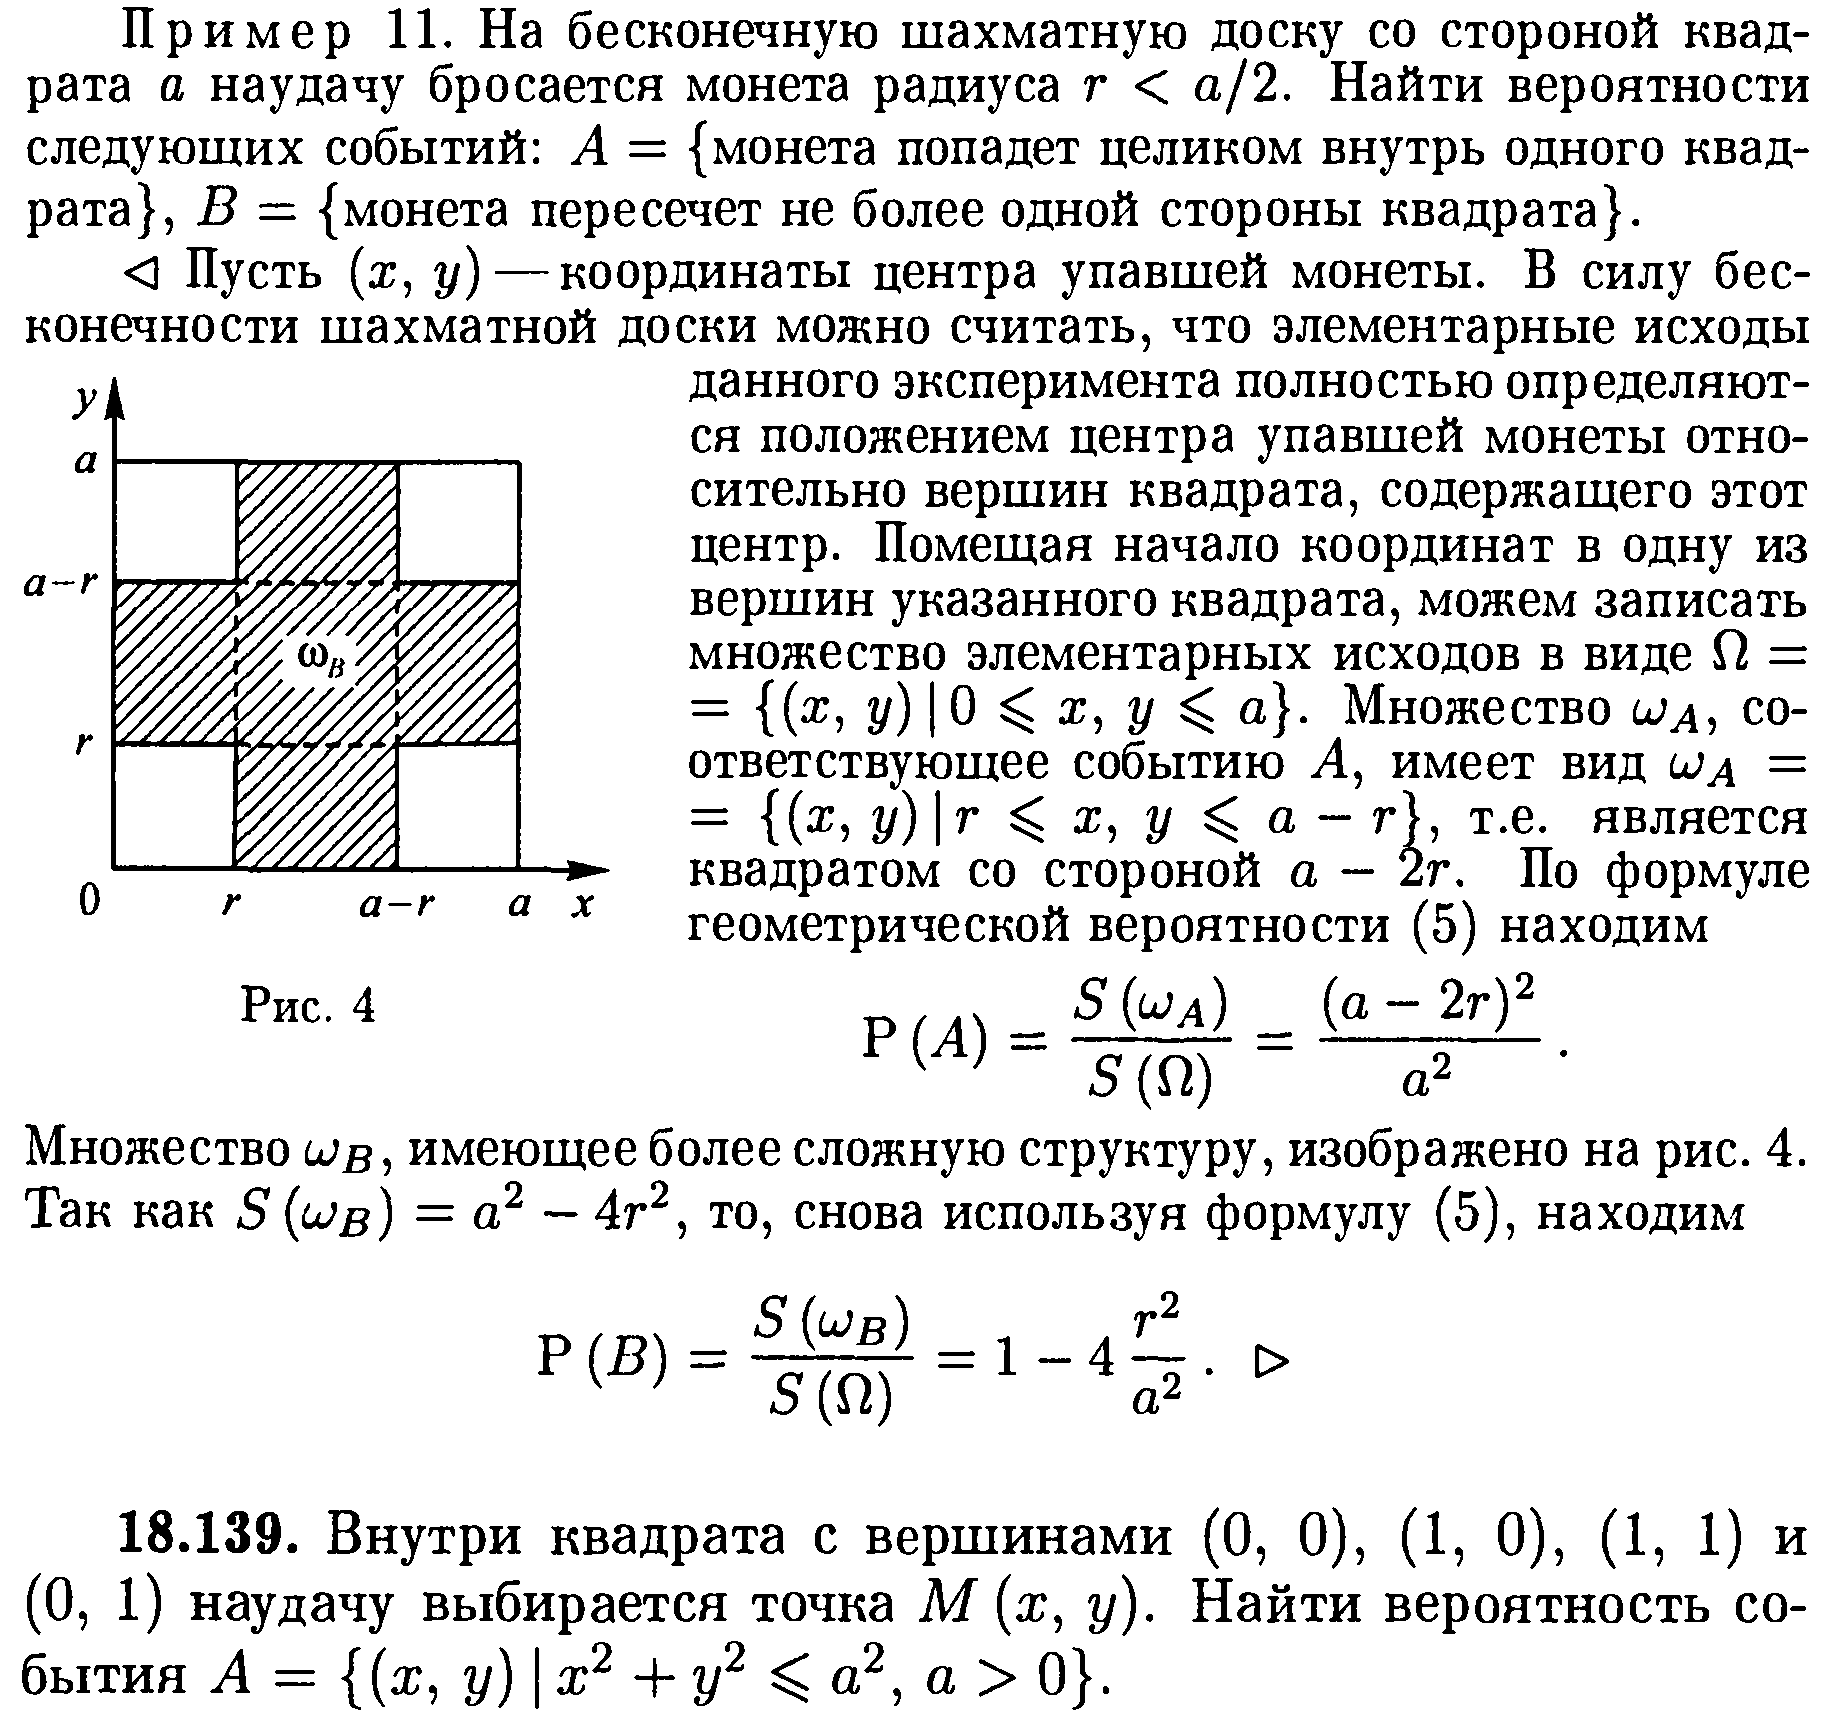 Пример 11. На бесконечную шахматную доску со стороной квад-
рата a наудачу бросается монета радиуса r < a/2. Найти вероятности
следующих событий: A = {монета попадет целиком внутрь одного квад-
рата}, B = {монета пересечет не более одной стороны квадрата}.
◁ Пусть (x, y) — координаты центра упавшей монеты. В силу бес-
конечности шахматной доски можно считать, что элементарные исходы
данного эксперимента полностью определяют-
ся положением центра упавшей монеты отно-
сительно вершин квадрата, содержащего этот
центр. Помещая начало координат в одну из
вершин указанного квадрата, можем записать
множество элементарных исходов в виде Ω =
= {(x, y) | 0 ⩽ x, y ⩽ a}. Множество ω_A, со-
ответствующее событию A, имеет вид ω_A =
= {(x, y) | r ⩽ x, y ⩽ a − r}, т.е. является
квадратом со стороной a − 2r. По формуле
геометрической вероятности (5) находим
y
a
a−r
ω_B
r
0 r a−r a x
Рис. 4
P (A) = S (ω_A) / S (Ω) = (a − 2r)² / a² .
Множество ω_B, имеющее более сложную структуру, изображено на рис. 4.
Так как S (ω_B) = a² − 4r², то, снова используя формулу (5), находим
P (B) = S (ω_B) / S (Ω) = 1 − 4 r² / a² . ▷
18.139. Внутри квадрата с вершинами (0, 0), (1, 0), (1, 1) и
(0, 1) наудачу выбирается точка M (x, y). Найти вероятность со-
бытия A = {(x, y) | x² + y² ⩽ a², a > 0}.